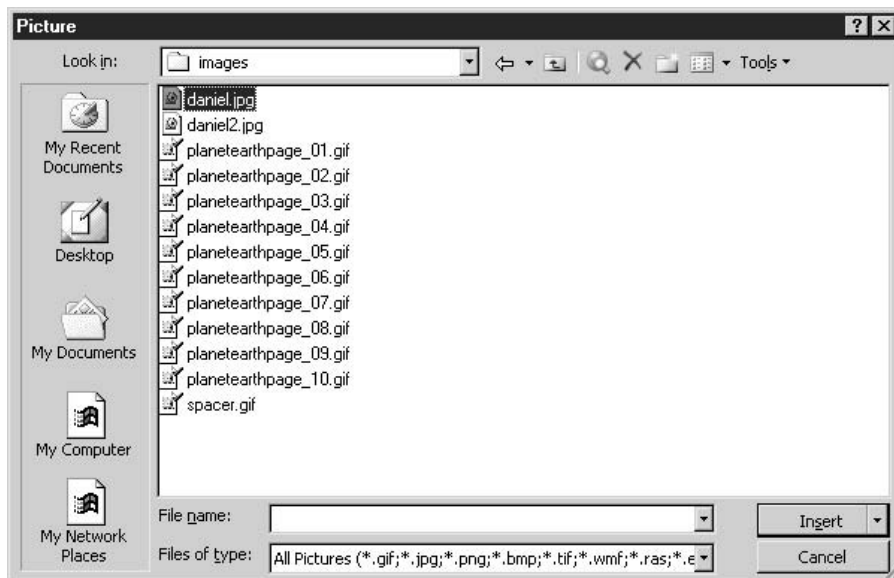 Picture
Look in:
images
Tools
daniel.jpg
daniel2.jpg
planetearthpage_01.gif
planetearthpage_02.gif
planetearthpage_03.gif
planetearthpage_04.gif
planetearthpage_05.gif
planetearthpage_06.gif
planetearthpage_07.gif
planetearthpage_08.gif
planetearthpage_09.gif
planetearthpage_10.gif
spacer.gif
My Recent
Documents
Desktop
My Documents
My Computer
My Network
Places
File name:
Insert
Files of type:
All Pictures (*.gif;*.jpg;*.png;*.bmp;*.tif;*.wmf;*.ras;*.e
Cancel